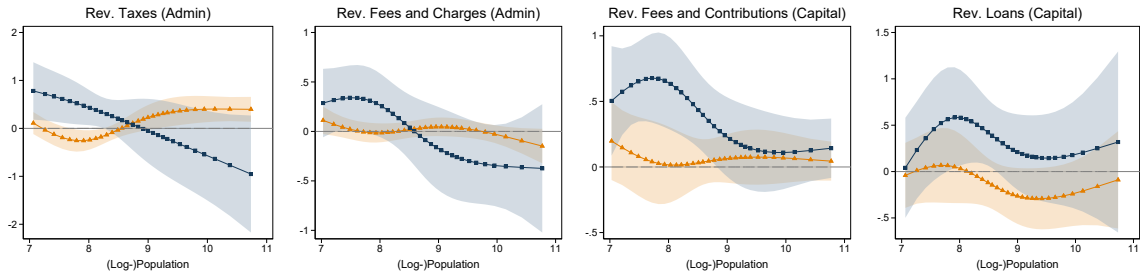 Rev. Taxes (Admin)
2
1
0
-1
-2
7 8 9 10 11
(Log-)Population
Rev. Fees and Charges (Admin)
1
.5
0
-.5
-1
7 8 9 10 11
(Log-)Population
Rev. Fees and Contributions (Capital)
1
.5
0
-.5
7 8 9 10 11
(Log-)Population
Rev. Loans (Capital)
1.5
1
.5
0
-.5
7 8 9 10 11
(Log-)Population